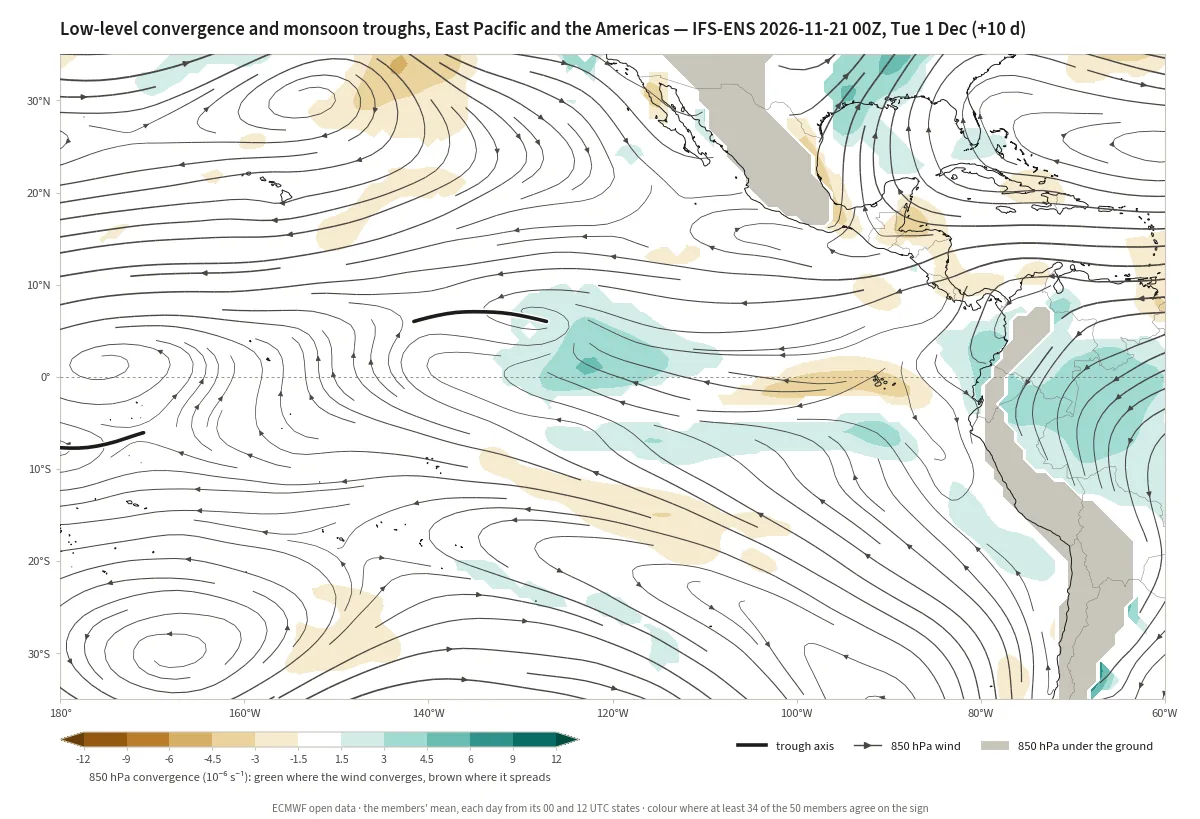 Low-level convergence and monsoon troughs, East Pacific and the Americas — IFS-ENS 2026-11-21 00Z, Tue 1 Dec (+10 d)
30°N
20°N
10°N
0°
10°S
20°S
30°S
180° 160°W 140°W 120°W 100°W 80°W 60°W
-12 -9 -6 -4.5 -3 -1.5 1.5 3 4.5 6 9 12
850 hPa convergence (10⁻⁶ s⁻¹): green where the wind converges, brown where it spreads
trough axis 850 hPa wind 850 hPa under the ground
ECMWF open data · the members' mean, each day from its 00 and 12 UTC states · colour where at least 34 of the 50 members agree on the sign